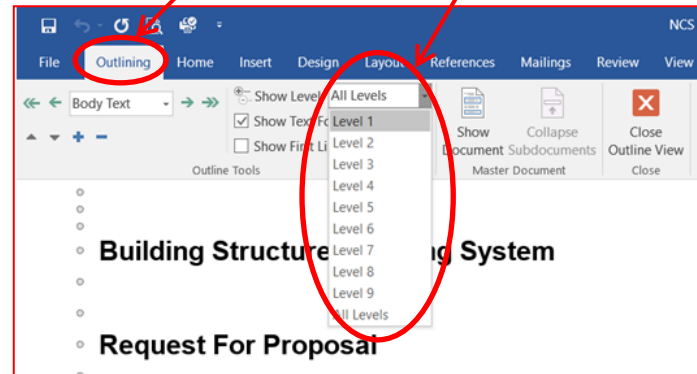 NCS
File Outlining Home Insert Design Layout References Mailings Review View
Body Text Show Level All Levels
Show Text Fo
Show First Li
Level 1
Level 2
Level 3
Level 4
Level 5
Level 6
Level 7
Level 8
Level 9
All Levels
Show Document
Collapse Subdocuments
Close Outline View
Outline Tools Master Document Close
Building Structure ng System
Request For Proposal